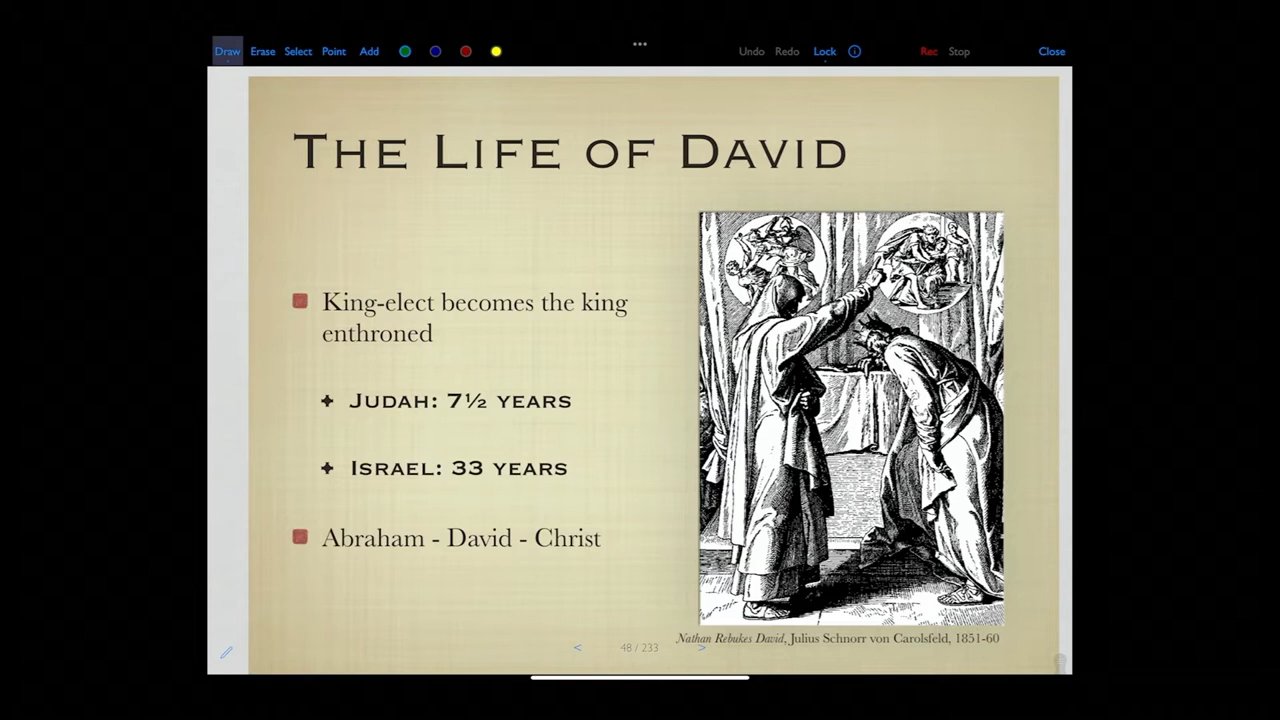 Draw Erase Select Point Add Undo Redo Lock Rec Stop Close
THE LIFE OF DAVID
King-elect becomes the king
enthroned
JUDAH: 7½ YEARS
ISRAEL: 33 YEARS
Abraham - David - Christ
Nathan Rebukes David, Julius Schnorr von Carolsfeld, 1851-60
< 48 / 233 >